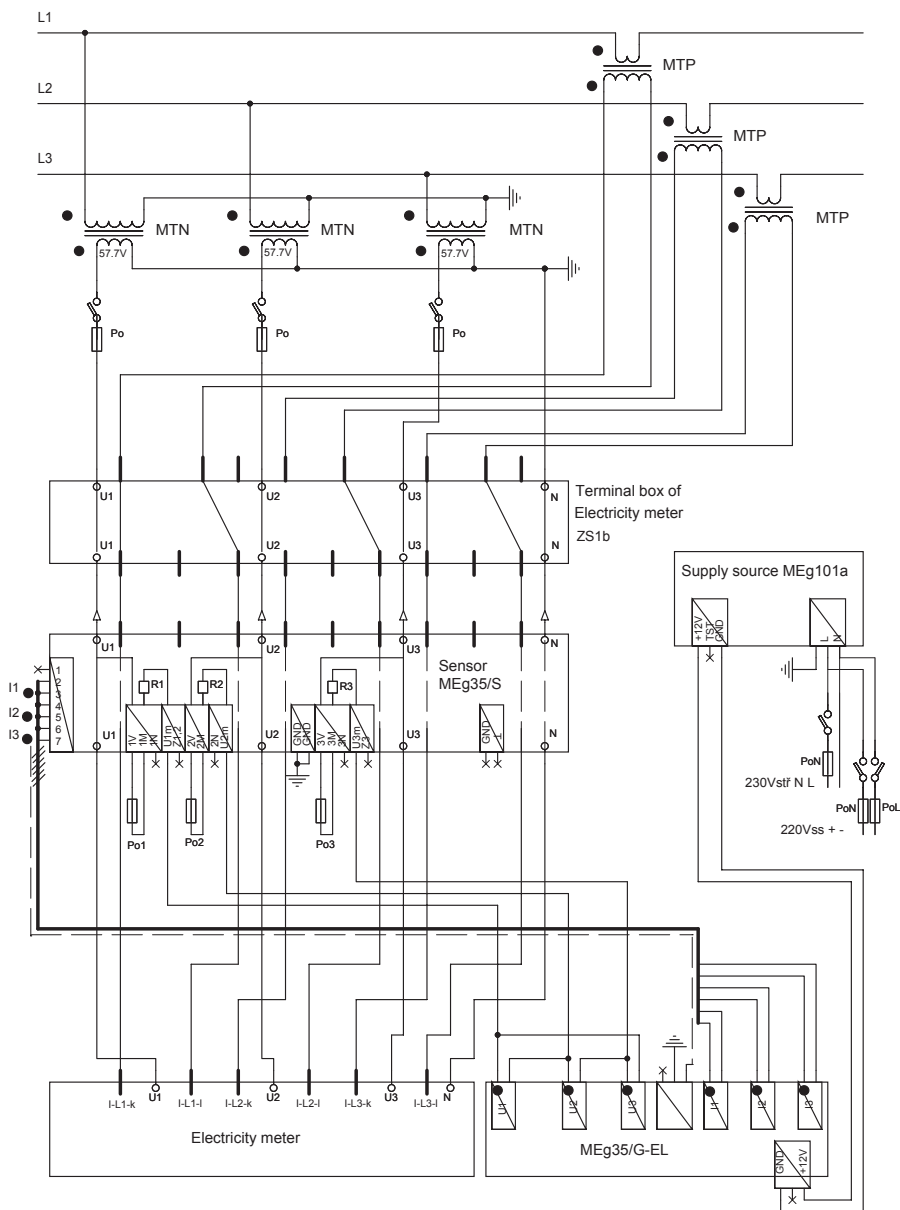 L1
MTP
L2
MTP
L3
MTP
MTN
MTN
MTN
57.7V
57.7V
57.7V
Po
Po
Po
U1
U2
U3
N
Terminal box of
Electricity meter
ZS1b
U1
U2
U3
N
Supply source MEg101a
+12V
TST
GND
L
N
U1
U2
U3
N
Sensor
MEg35/S
1
2
3
4
5
6
7
I1
I2
I3
R1
R2
R3
U1
1V
1M
1N
U1m
Z1,2
2V
2M
2N
U2m
U2
GND
GND
3V
3M
3N
U3m
Z3
U3
GND
⊥
N
Po1
Po2
Po3
PoN
230Vstř N L
PoN
PoL
220Vss + -
I-L1-k
U1
I-L1-l
I-L2-k
U2
I-L2-l
I-L3-k
U3
I-L3-l
N
Electricity meter
U1
U2
U3
I1
I2
I3
MEg35/G-EL
GND
+12V